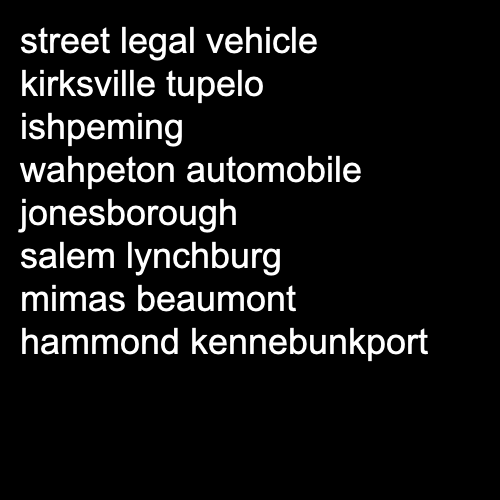 street legal vehicle
kirksville tupelo
ishpeming
wahpeton automobile
jonesborough
salem lynchburg
mimas beaumont
hammond kennebunkport